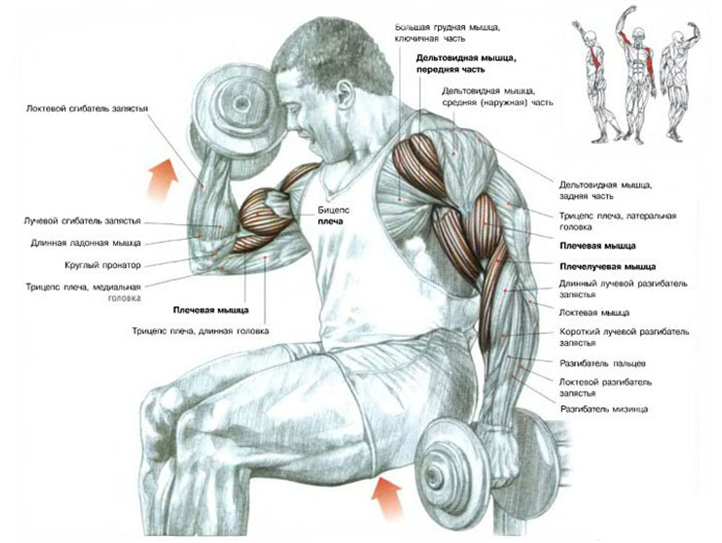 Большая грудная мышца,
ключичная часть
Дельтовидная мышца,
передняя часть
Дельтовидная мышца,
средняя (наружная) часть
Локтевой сгибатель запястья
Дельтовидная мышца,
задняя часть
Трицепс плеча, латеральная
головка
Плечевая мышца
Плечелучевая мышца
Длинный лучевой разгибатель
запястья
Локтевая мышца
Короткий лучевой разгибатель
запястья
Разгибатель пальцев
Локтевой разгибатель
запястья
Разгибатель мизинца
Бицепс
плеча
Лучевой сгибатель запястья
Длинная ладонная мышца
Круглый пронатор
Трицепс плеча, медиальная
головка
Плечевая мышца
Трицепс плеча, длинная головка